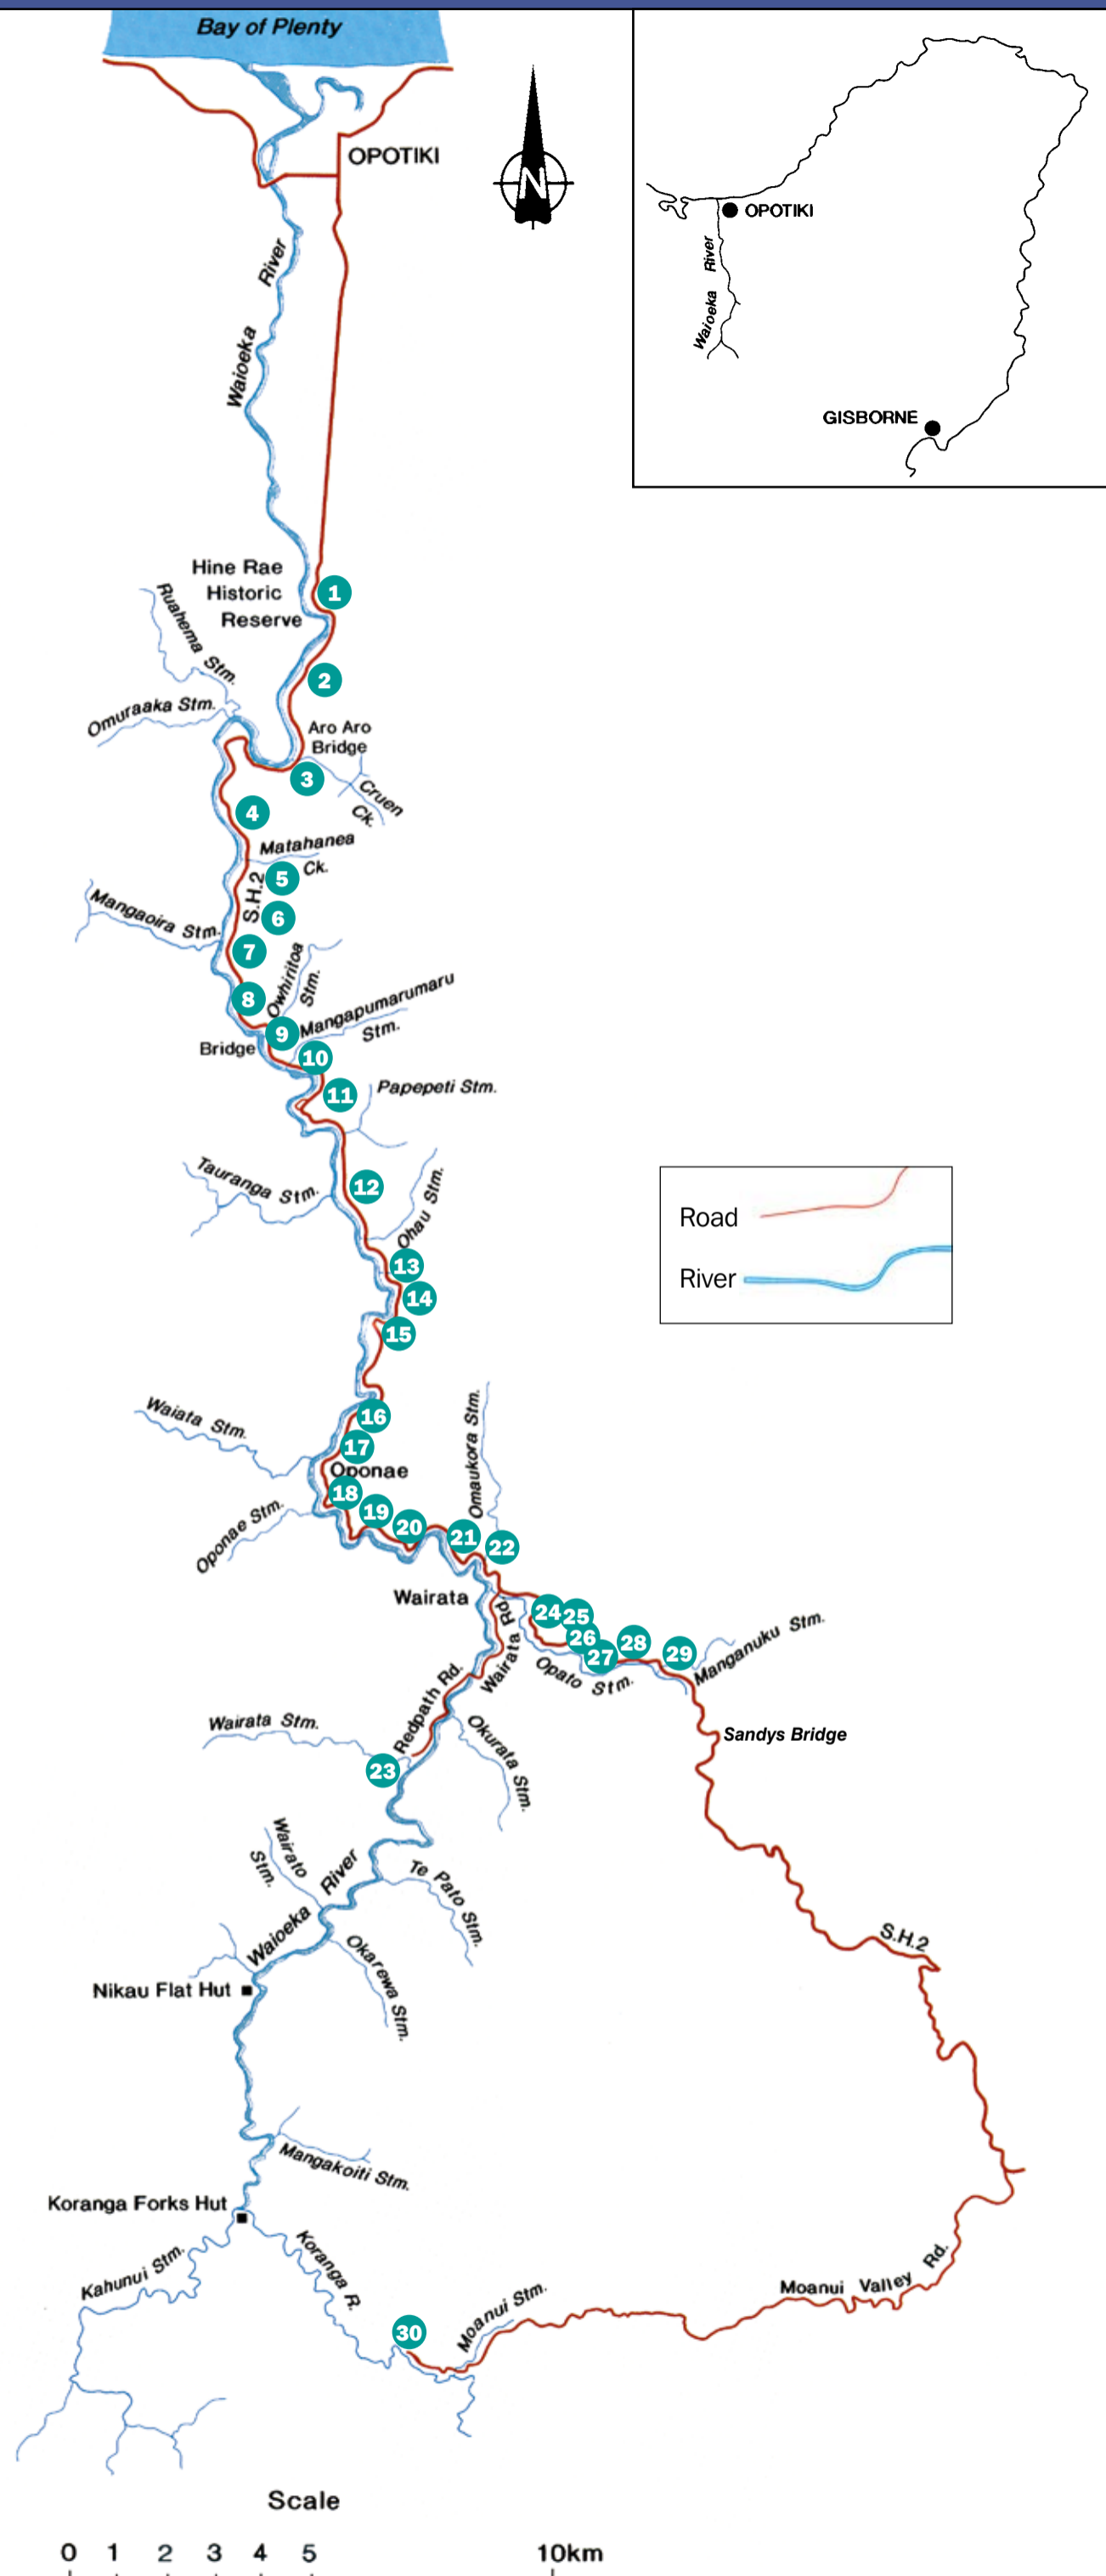 Bay of Plenty
OPOTIKI
N
OPOTIKI
Waioeka River
GISBORNE
Waioeka River
Hine Rae
Historic
Reserve
1
Ruahema Stm.
2
Omuraaka Stm.
Aro Aro
Bridge
3
Cruen
Ck.
4
Matahanea
Ck.
S.H.2
5
6
Mangaoira Stm.
7
8
Owhiritoa
Stm.
9
Mangapumarumaru
Stm.
Bridge
10
11
Papepeti Stm.
Tauranga Stm.
12
Ohau Stm.
13
14
15
Road
River
Waiata Stm.
16
17
Oponae
18
19
20
Omaukora Stm.
21
22
Oponae Stm.
Wairata
24
25
26
27
28
29
Wairata Rd
Opato Stm.
Manganuku Stm.
Redpath Rd.
Sandys Bridge
Wairata Stm.
Okurata Stm.
23
Wairato
Stm.
Waioeka River
Te Pato Stm.
Okarewa Stm.
S.H.2
Nikau Flat Hut
Mangakoiti Stm.
Koranga Forks Hut
Kahunui Stm.
Koranga R.
30
Moanui Stm.
Moanui Valley Rd.
Scale
0 1 2 3 4 5 10km